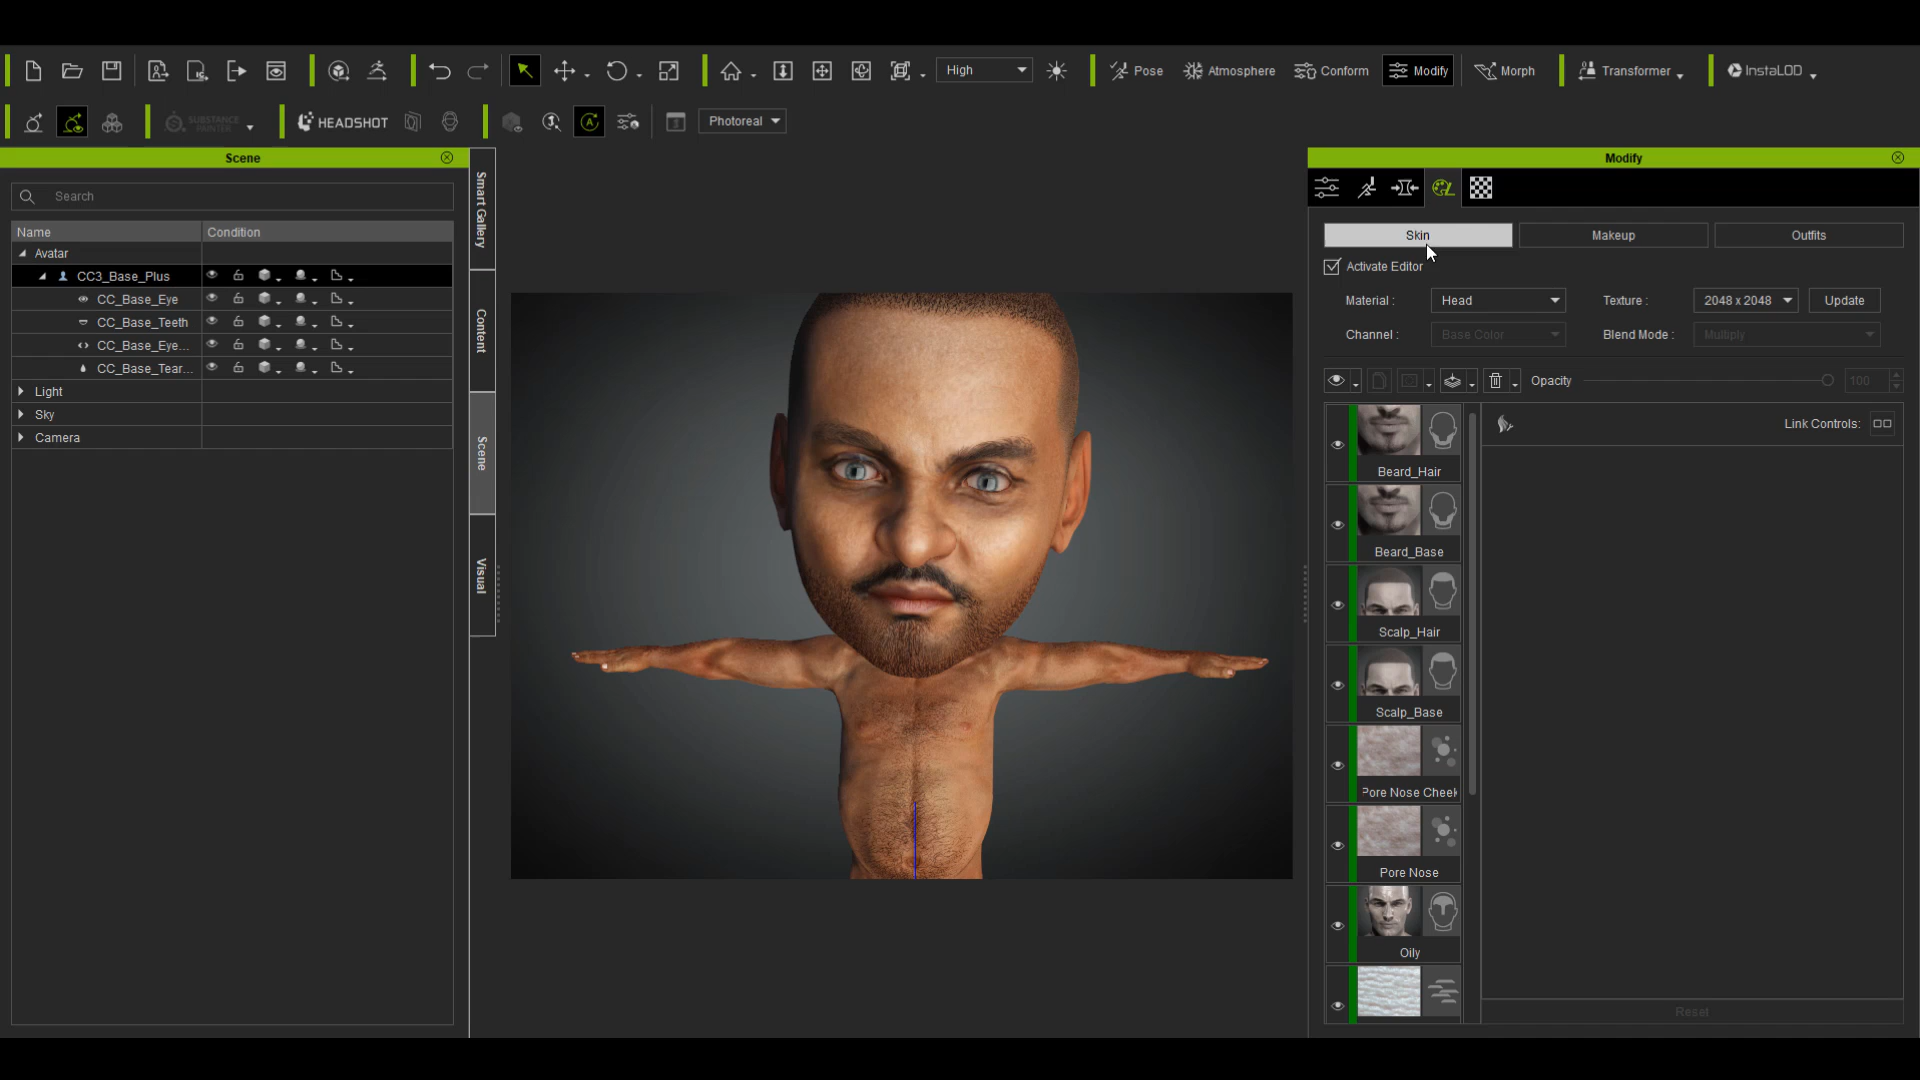 High
Pose
Atmosphere
Conform
Modify
Morph
Transformer
InstaLOD
SUBSTANCE
PAINTER
HEADSHOT
Photoreal
Scene
Search
Name
Condition
Avatar
CC3_Base_Plus
CC_Base_Eye
CC_Base_Teeth
CC_Base_Eye...
CC_Base_Tear...
Light
Sky
Camera
Smart Gallery
Content
Scene
Visual
Modify
Skin
Makeup
Outfits
Activate Editor
Material :
Head
Texture :
2048 x 2048
Update
Channel :
Base Color
Blend Mode :
Multiply
Opacity
100
Link Controls:
Beard_Hair
Beard_Base
Scalp_Hair
Scalp_Base
Pore Nose Cheek
Pore Nose
Oily
Reset